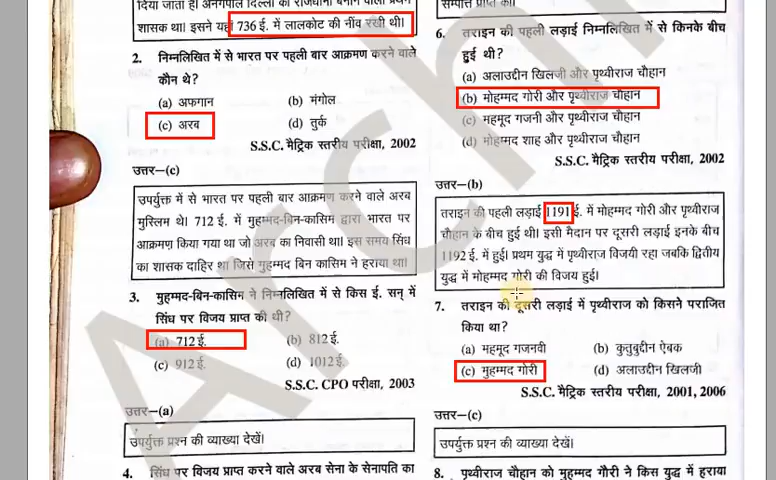 दिया जाता है। अनंगपाल दिल्ली को राजधानी बनाने वाला प्रथम
शासक था। इसने यहां 736 ई. में लालकोट की नींव रखी थी।
2. निम्नलिखित में से भारत पर पहली बार आक्रमण करने वाले
कौन थे?
(a) अफगान (b) मंगोल
(c) अरब (d) तुर्क
S.S.C. मैट्रिक स्तरीय परीक्षा, 2002
उत्तर–(c)
उपर्युक्त में से भारत पर पहली बार आक्रमण करने वाले अरब
मुस्लिम थे। 712 ई. में मुहम्मद-बिन-कासिम द्वारा भारत पर
आक्रमण किया गया था जो अरब का निवासी था। इस समय सिंध
का शासक दाहिर था जिसे मुहम्मद बिन कासिम ने हराया था।
3. मुहम्मद-बिन-कासिम ने निम्नलिखित में से किस ई. सन् में
सिंध पर विजय प्राप्त की थी?
(a) 712 ई. (b) 812 ई.
(c) 912 ई. (d) 1012 ई.
S.S.C. CPO परीक्षा, 2003
उत्तर–(a)
उपर्युक्त प्रश्न की व्याख्या देखें।
4. सिंध पर विजय प्राप्त करने वाले अरब सेना के सेनापति का
सम्पत्ति प्राप्त की।
6. तराइन की पहली लड़ाई निम्नलिखित में से किनके बीच
हुई थी?
(a) अलाउद्दीन खिलजी और पृथ्वीराज चौहान
(b) मोहम्मद गोरी और पृथ्वीराज चौहान
(c) महमूद गजनी और पृथ्वीराज चौहान
(d) मोहम्मद शाह और पृथ्वीराज चौहान
S.S.C. मैट्रिक स्तरीय परीक्षा, 2002
उत्तर–(b)
तराइन की पहली लड़ाई 1191 ई. में मोहम्मद गोरी और पृथ्वीराज
चौहान के बीच हुई थी। इसी मैदान पर दूसरी लड़ाई इनके बीच
1192 ई. में हुई। प्रथम युद्ध में पृथ्वीराज विजयी रहा जबकि द्वितीय
युद्ध में मोहम्मद गोरी की विजय हुई।
7. तराइन की दूसरी लड़ाई में पृथ्वीराज को किसने पराजित
किया था?
(a) महमूद गजनवी (b) कुतुबुद्दीन ऐबक
(c) मुहम्मद गोरी (d) अलाउद्दीन खिलजी
S.S.C. मैट्रिक स्तरीय परीक्षा, 2001, 2006
उत्तर–(c)
उपर्युक्त प्रश्न की व्याख्या देखें।
8. पृथ्वीराज चौहान को मुहम्मद गौरी ने किस युद्ध में हराया